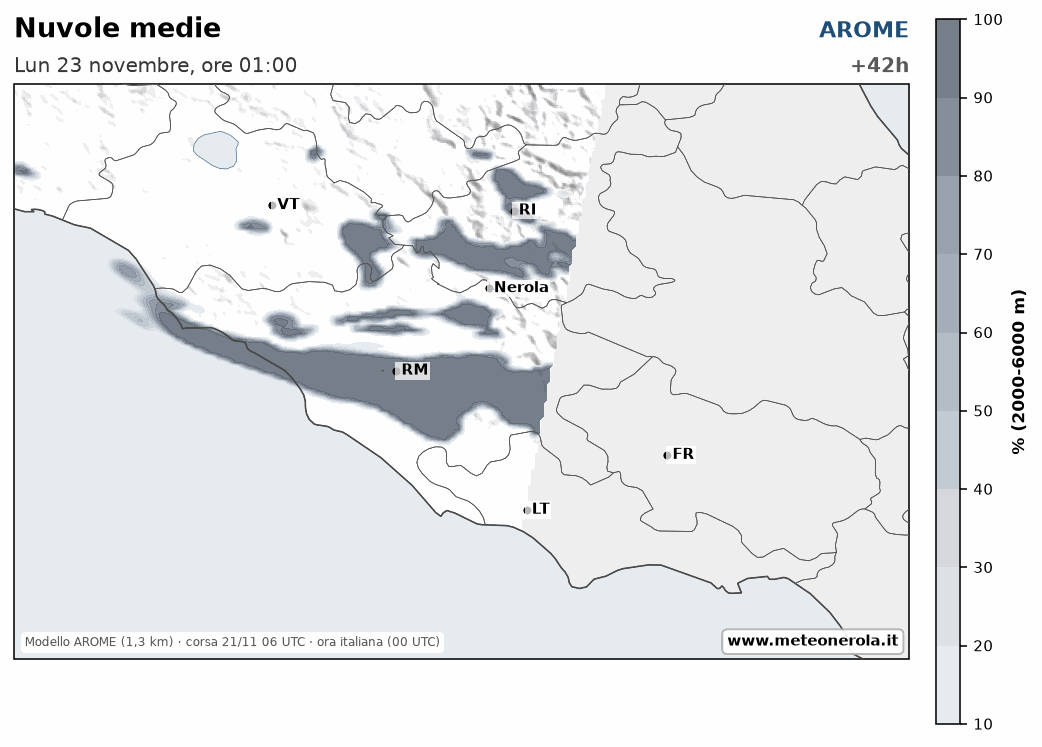 Nuvole medie
AROME
Lun 23 novembre, ore 01:00
+42h
100
90
80
70
60
50
40
30
20
10
% (2000-6000 m)
VT
RI
Nerola
RM
FR
LT
Modello AROME (1,3 km) · corsa 21/11 06 UTC · ora italiana (00 UTC)
www.meteonerola.it